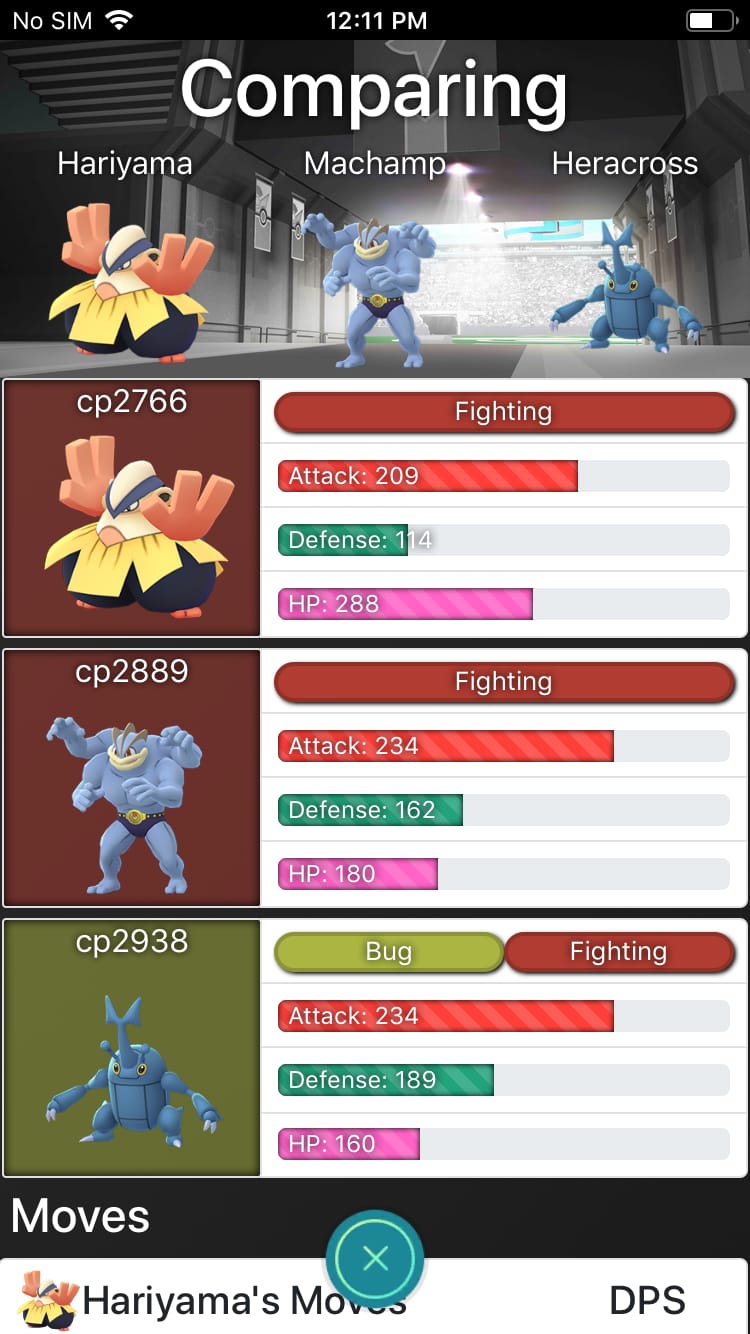 No SIM 12:11 PM
Comparing
Hariyama Machamp Heracross
cp2766
Fighting
Attack: 209
Defense: 114
HP: 288
cp2889
Fighting
Attack: 234
Defense: 162
HP: 180
cp2938
Bug Fighting
Attack: 234
Defense: 189
HP: 160
Moves
Hariyama's Moves DPS